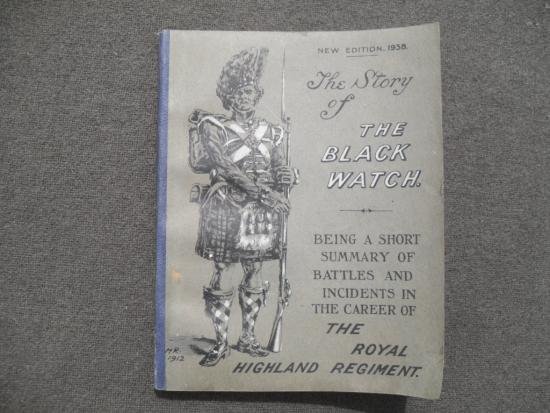 NEW EDITION, 1938.
The Story
of
THE
BLACK
WATCH.
BEING A SHORT
SUMMARY OF
BATTLES AND
INCIDENTS IN
THE CAREER OF
THE
ROYAL
HIGHLAND REGIMENT.
HR.
1912